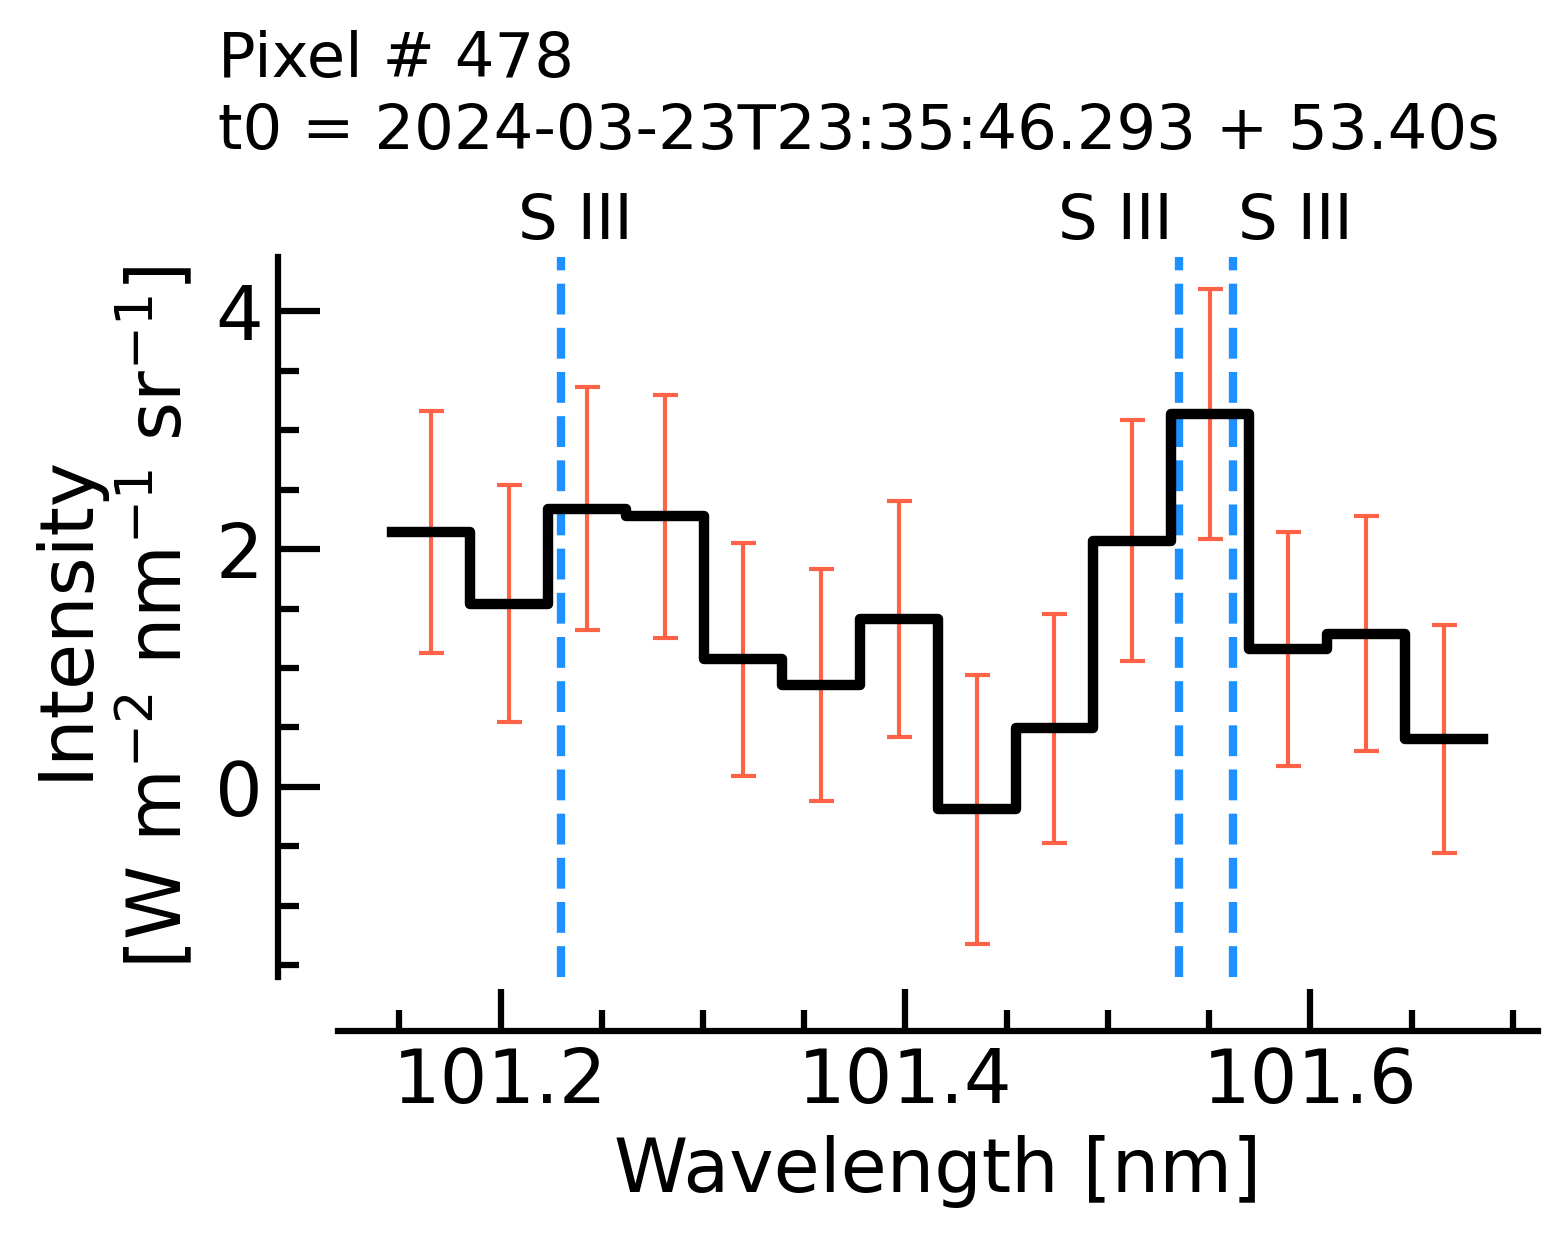 Pixel # 478
t0 = 2024-03-23T23:35:46.293 + 53.40s
S III S III S III
Intensity
[W m⁻² nm⁻¹ sr⁻¹]
4
2
0
101.2 101.4 101.6
Wavelength [nm]